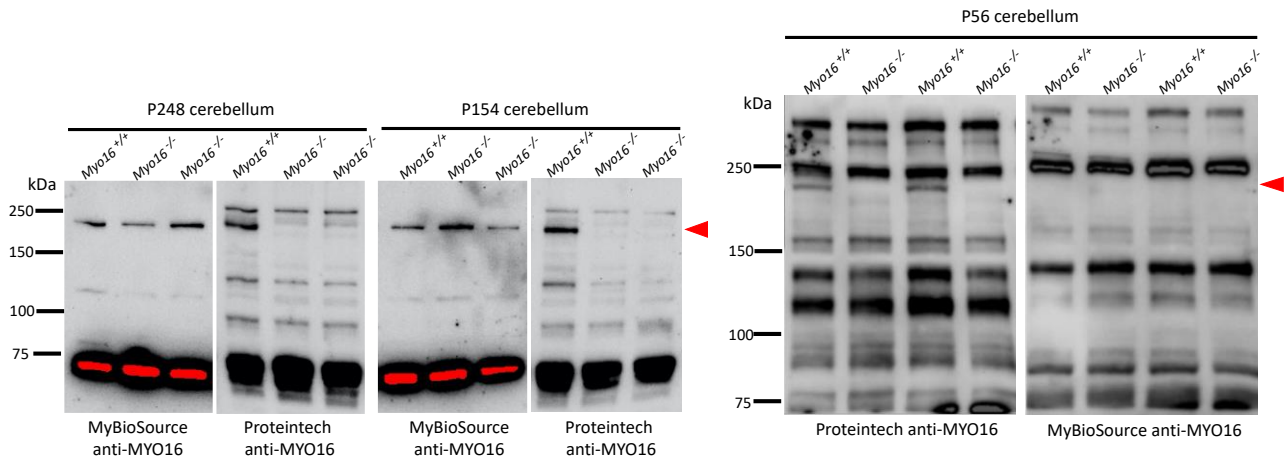 P248 cerebellum
P154 cerebellum
P56 cerebellum
Myo16 +/+ Myo16 -/- Myo16 -/- Myo16 +/+ Myo16 -/- Myo16 -/-
Myo16 +/+ Myo16 -/- Myo16 -/- Myo16 +/+ Myo16 -/- Myo16 -/-
Myo16 +/+ Myo16 -/- Myo16 +/+ Myo16 -/- Myo16 +/+ Myo16 -/- Myo16 +/+ Myo16 -/-
kDa
250
150
100
75
kDa
250
150
100
75
MyBioSource
anti-MYO16
Proteintech
anti-MYO16
MyBioSource
anti-MYO16
Proteintech
anti-MYO16
Proteintech anti-MYO16
MyBioSource anti-MYO16